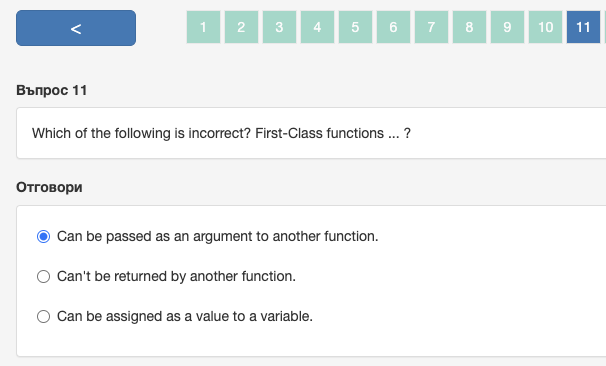 < 1 2 3 4 5 6 7 8 9 10 11
Въпрос 11
Which of the following is incorrect? First-Class functions ... ?
Отговори
Can be passed as an argument to another function.
Can't be returned by another function.
Can be assigned as a value to a variable.